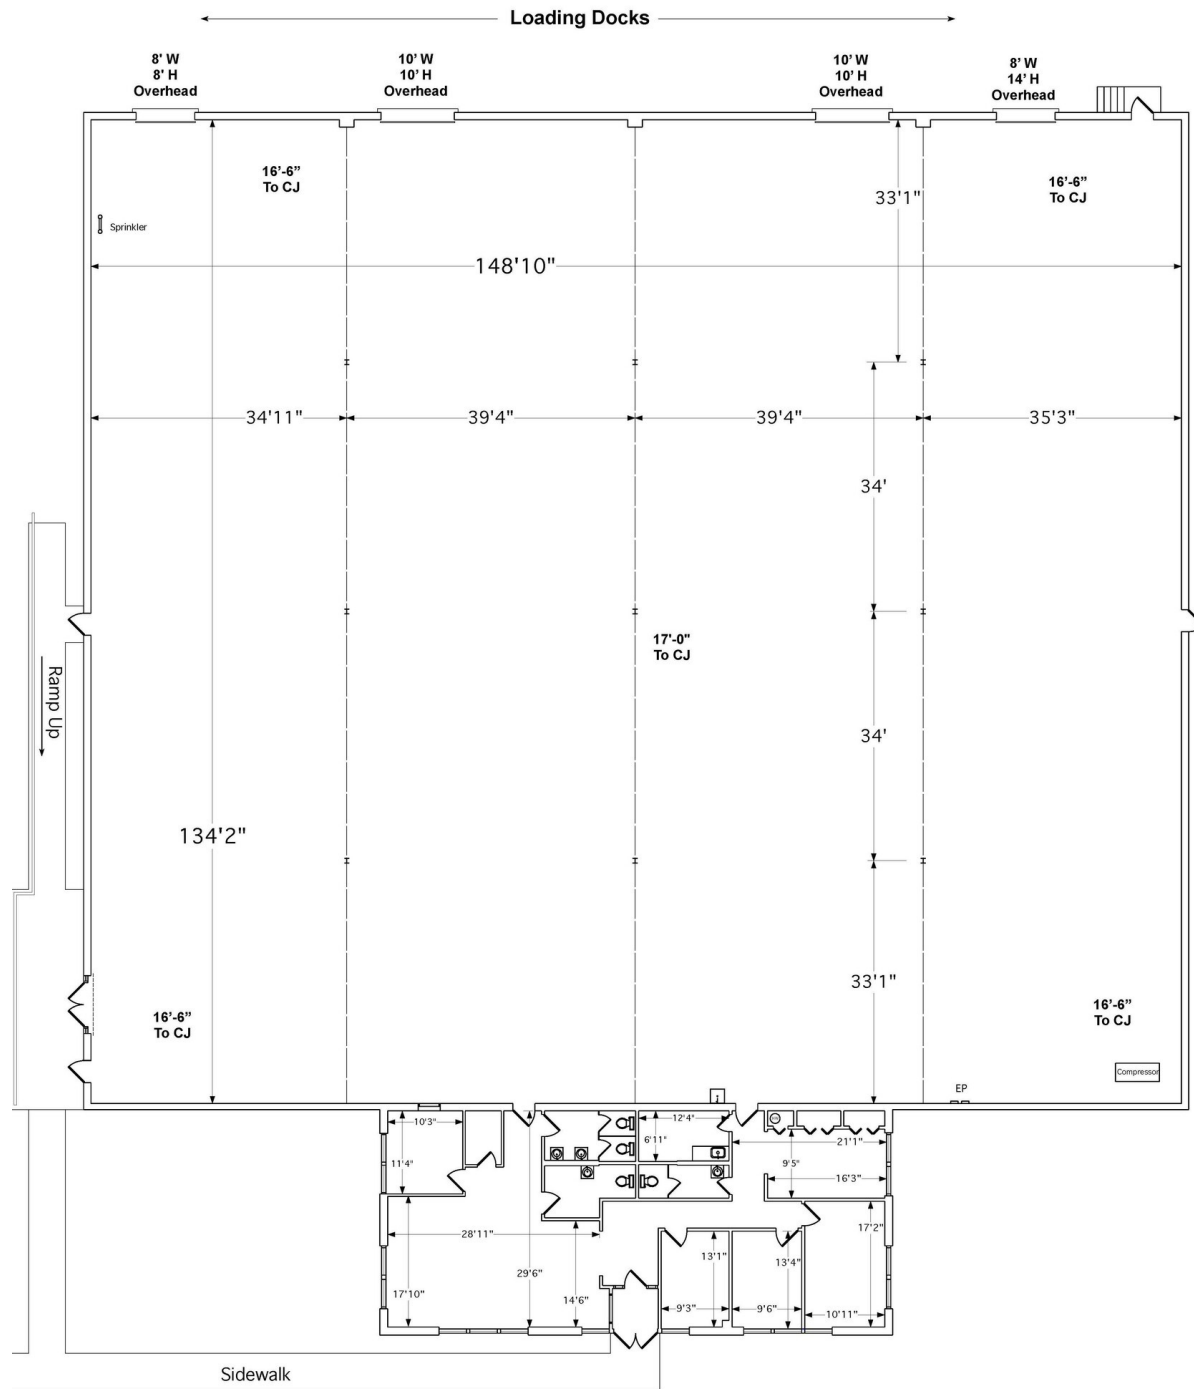 Loading Docks
8' W
8' H
Overhead
10' W
10' H
Overhead
10' W
10' H
Overhead
8' W
14' H
Overhead
16'-6"
To CJ
16'-6"
To CJ
33'1"
Sprinkler
148'10"
34'11"
39'4"
39'4"
35'3"
34'
17'-0"
To CJ
Ramp Up
34'
134'2"
33'1"
16'-6"
To CJ
16'-6"
To CJ
Compressor
EP
10'3"
12'4"
6'11"
21'1"
11'4"
9'5"
16'3"
17'2"
28'11"
13'1"
13'4"
29'6"
17'10"
14'6"
9'3"
9'6"
10'11"
Sidewalk